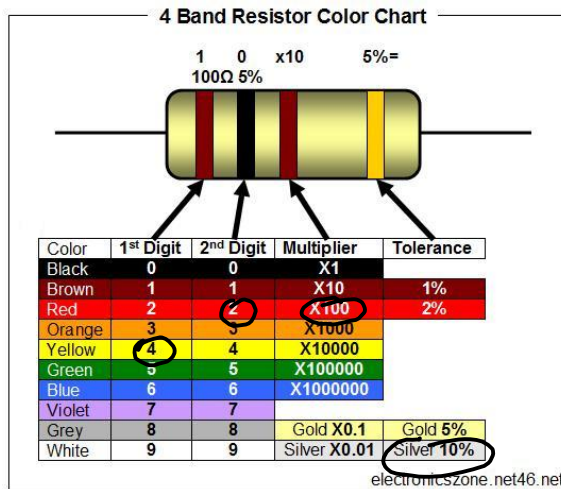 4 Band Resistor Color Chart
1 0 x10 5%=
100Ω 5%
Color 1st Digit 2nd Digit Multiplier Tolerance
Black 0 0 X1
Brown 1 1 X10 1%
Red 2 2 X100 2%
Orange 3 3 X1000
Yellow 4 4 X10000
Green 5 5 X100000
Blue 6 6 X1000000
Violet 7 7
Grey 8 8 Gold X0.1 Gold 5%
White 9 9 Silver X0.01 Silver 10%
electronicszone.net46.net